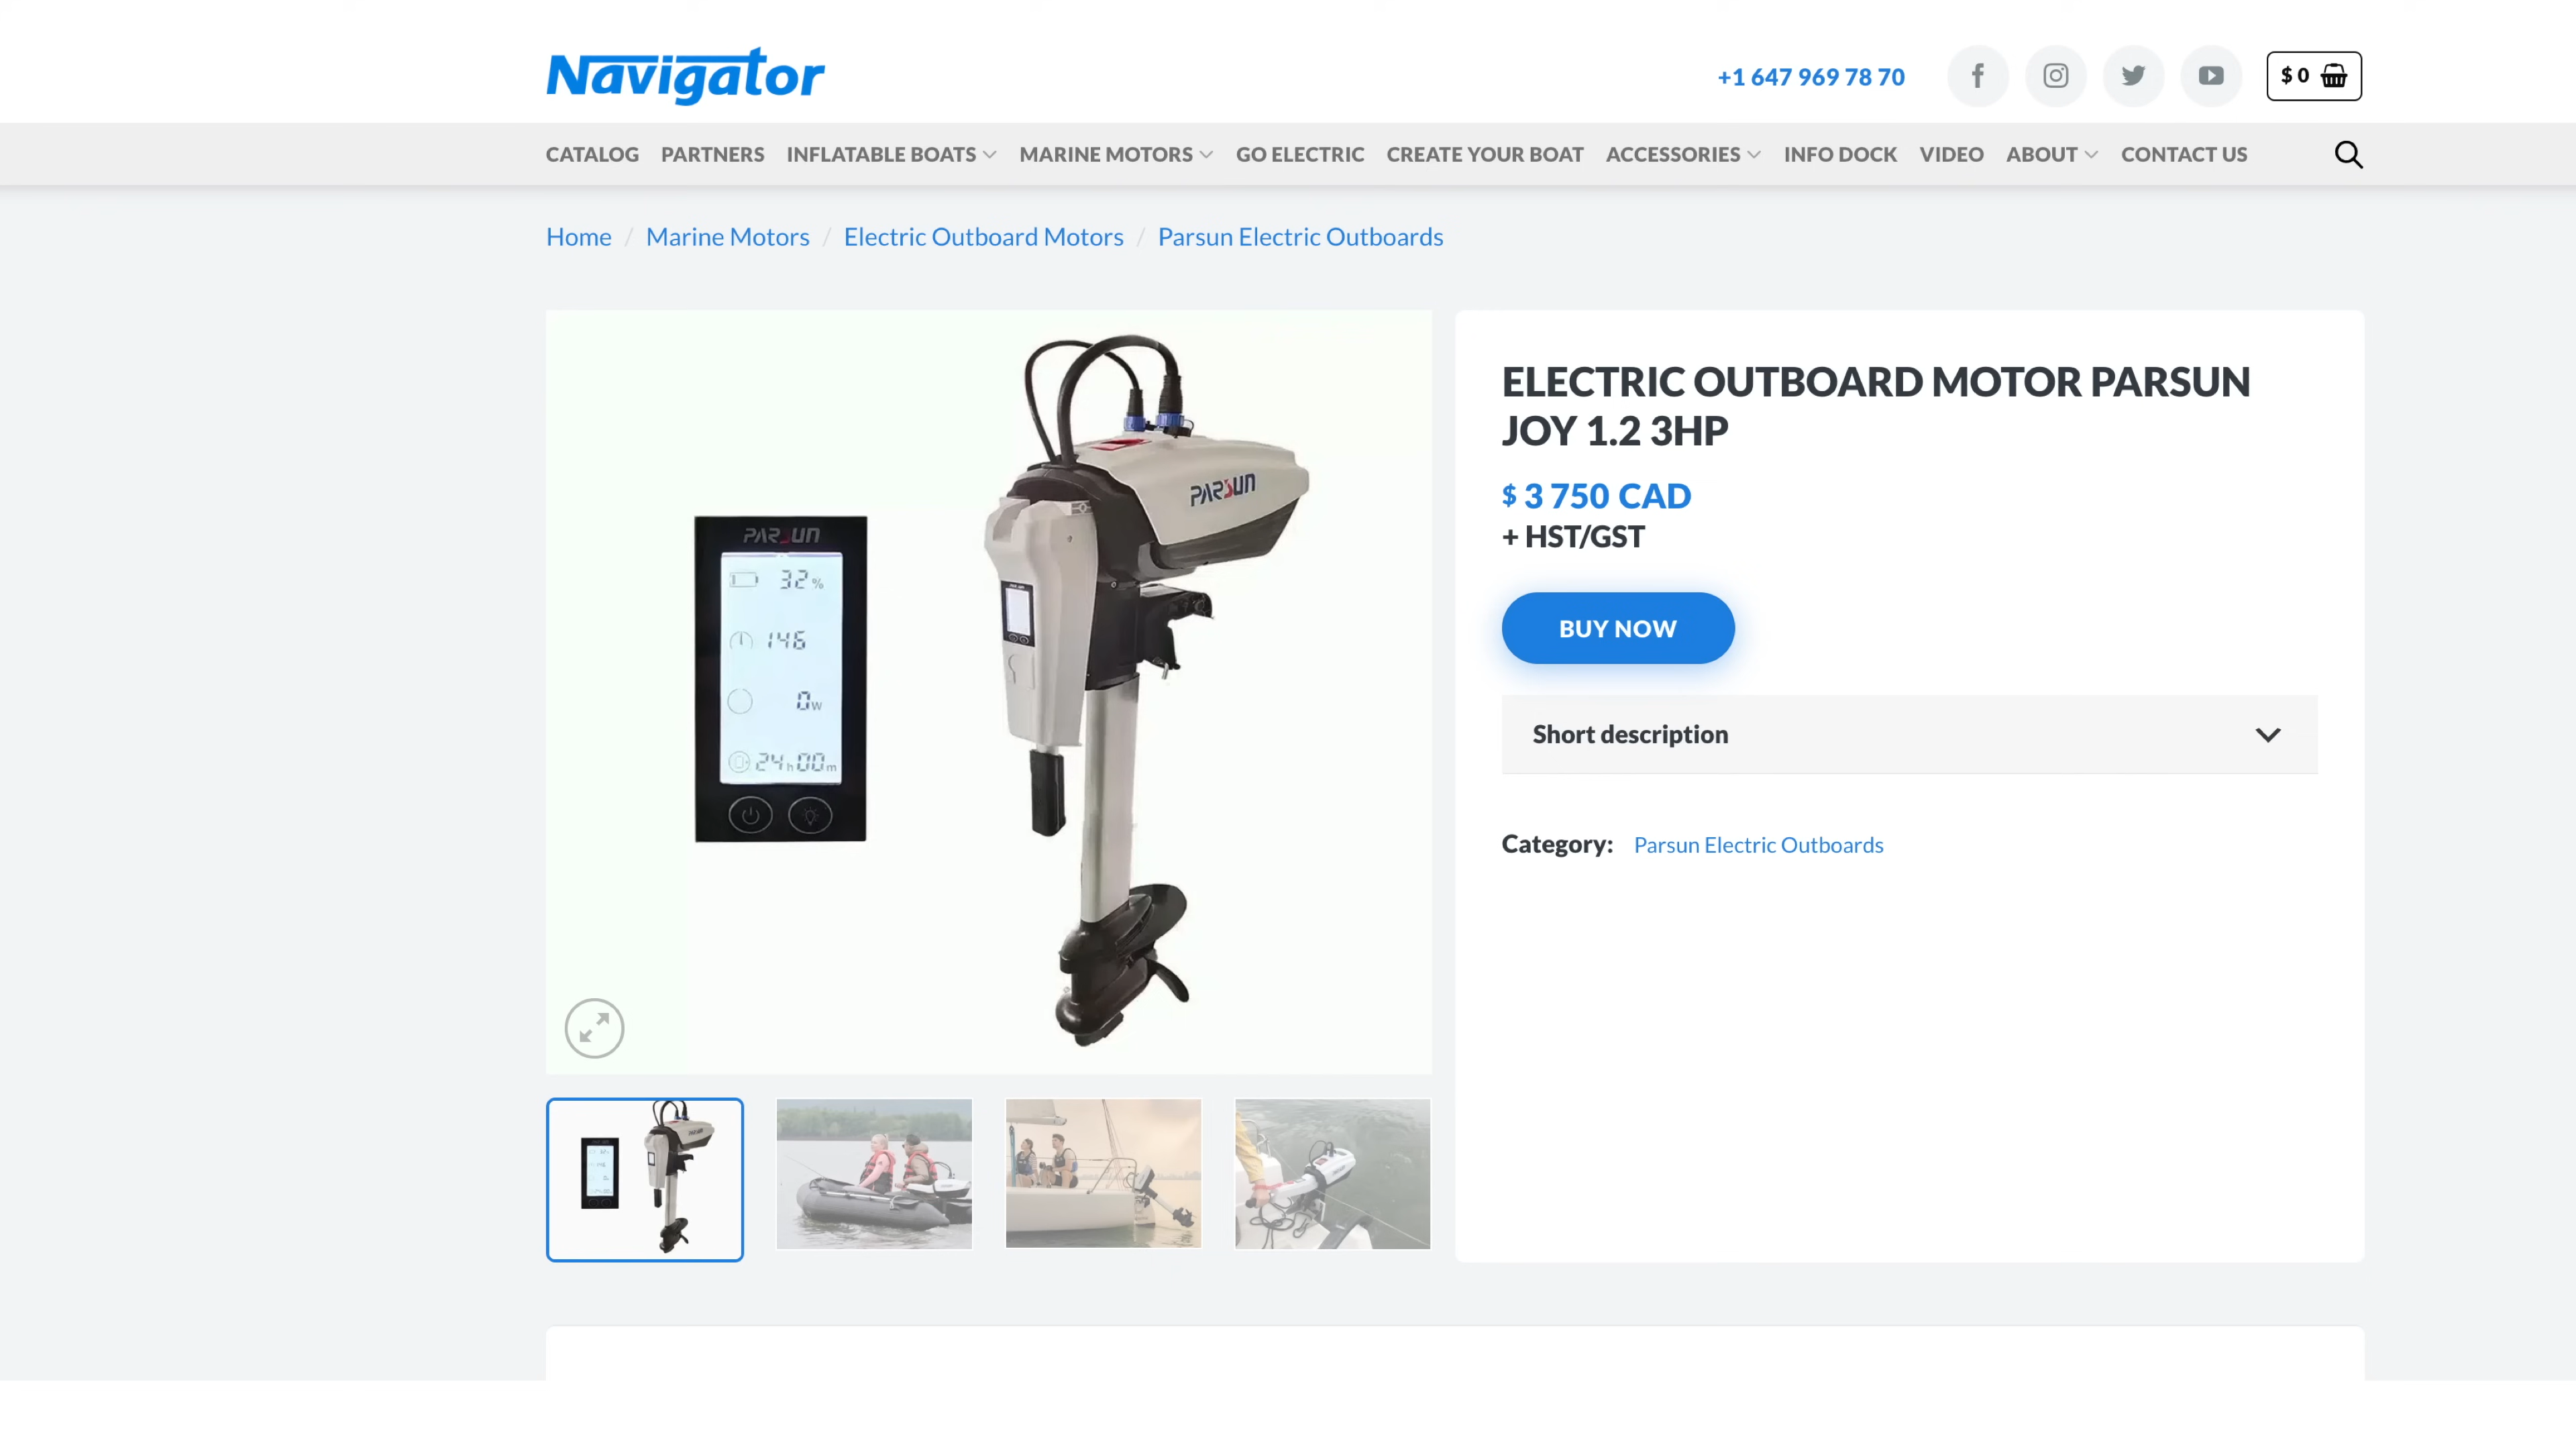 Navigator
+1 647 969 78 70
$ 0
CATALOG PARTNERS INFLATABLE BOATS MARINE MOTORS GO ELECTRIC CREATE YOUR BOAT ACCESSORIES INFO DOCK VIDEO ABOUT CONTACT US
Home / Marine Motors / Electric Outboard Motors / Parsun Electric Outboards
PARSUN
32 %
146
0 W
24 h 00 m
PARSUN
ELECTRIC OUTBOARD MOTOR PARSUN
JOY 1.2 3HP
$ 3 750 CAD
+ HST/GST
BUY NOW
Short description
Category: Parsun Electric Outboards